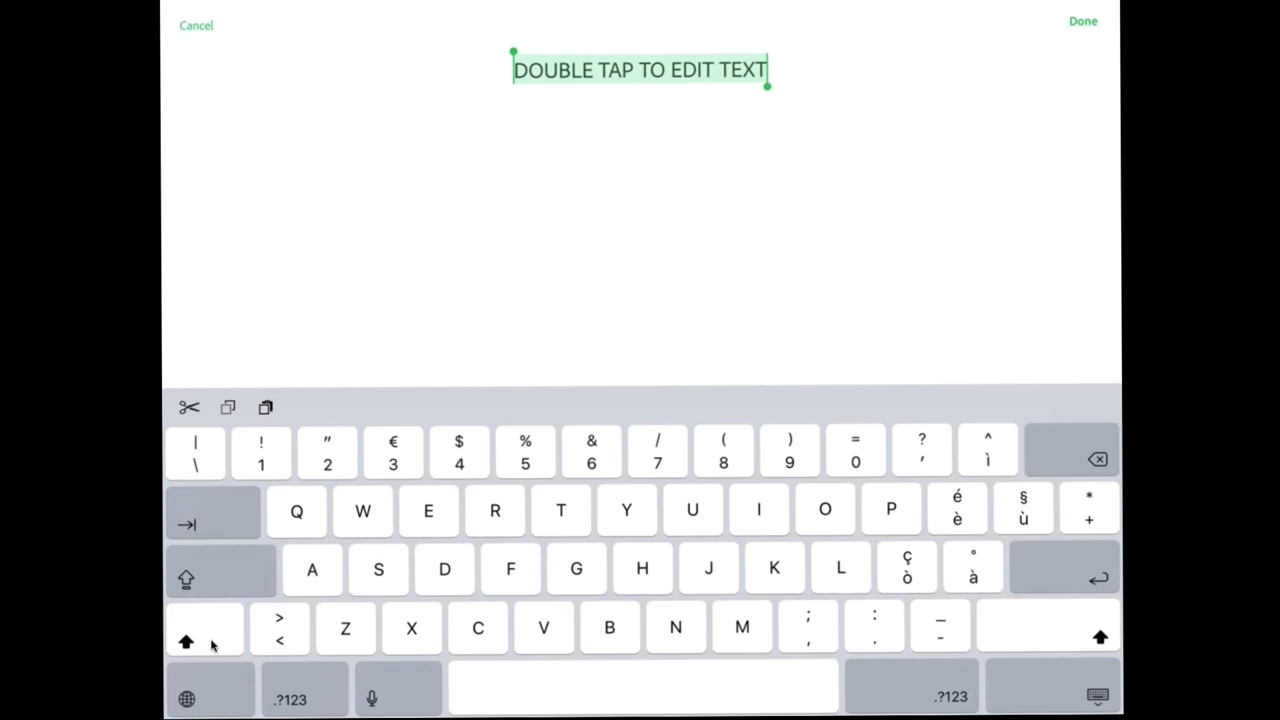 Cancel
Done
DOUBLE TAP TO EDIT TEXT
| ! " € $ % & / ( ) = ? ^
\ 1 2 3 4 5 6 7 8 9 0 ' ì
Q W E R T Y U I O P é § *
è ù +
A S D F G H J K L ç °
ò à
> Z X C V B N M ; : _
< , . -
.?123 .?123